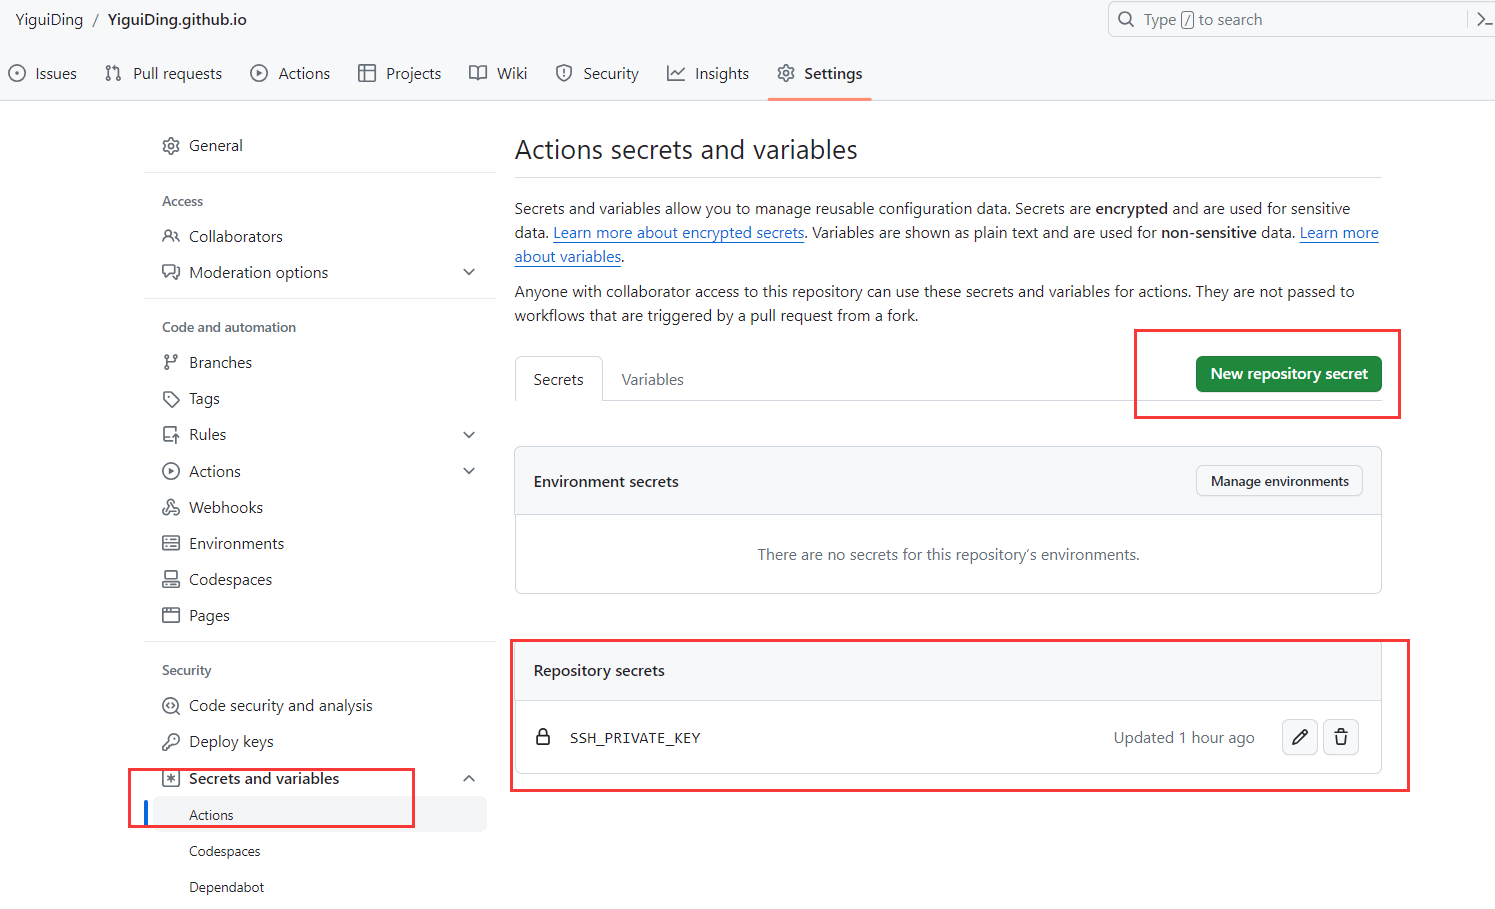 YiguiDing / YiguiDing.github.io
Type / to search
Issues Pull requests Actions Projects Wiki Security Insights Settings
General
Access
Collaborators
Moderation options
Code and automation
Branches
Tags
Rules
Actions
Webhooks
Environments
Codespaces
Pages
Security
Code security and analysis
Deploy keys
Secrets and variables
Actions
Codespaces
Dependabot
Actions secrets and variables
Secrets and variables allow you to manage reusable configuration data. Secrets are encrypted and are used for sensitive
data. Learn more about encrypted secrets. Variables are shown as plain text and are used for non-sensitive data. Learn more
about variables.
Anyone with collaborator access to this repository can use these secrets and variables for actions. They are not passed to
workflows that are triggered by a pull request from a fork.
Secrets Variables New repository secret
Environment secrets Manage environments
There are no secrets for this repository's environments.
Repository secrets
SSH_PRIVATE_KEY Updated 1 hour ago